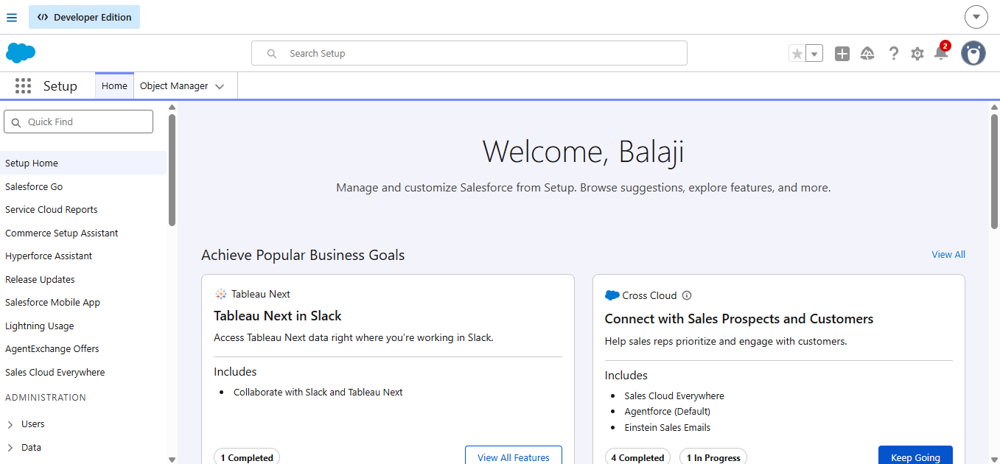 Developer Edition
Search Setup
2
Setup
Home
Object Manager
Quick Find
Setup Home
Salesforce Go
Service Cloud Reports
Commerce Setup Assistant
Hyperforce Assistant
Release Updates
Salesforce Mobile App
Lightning Usage
AgentExchange Offers
Sales Cloud Everywhere
ADMINISTRATION
Users
Data
Welcome, Balaji
Manage and customize Salesforce from Setup. Browse suggestions, explore features, and more.
Achieve Popular Business Goals
View All
Tableau Next
Tableau Next in Slack
Access Tableau Next data right where you’re working in Slack.
Includes
• Collaborate with Slack and Tableau Next
1 Completed
View All Features
Cross Cloud
Connect with Sales Prospects and Customers
Help sales reps prioritize and engage with customers.
Includes
• Sales Cloud Everywhere
• Agentforce (Default)
• Einstein Sales Emails
4 Completed
1 In Progress
Keep Going